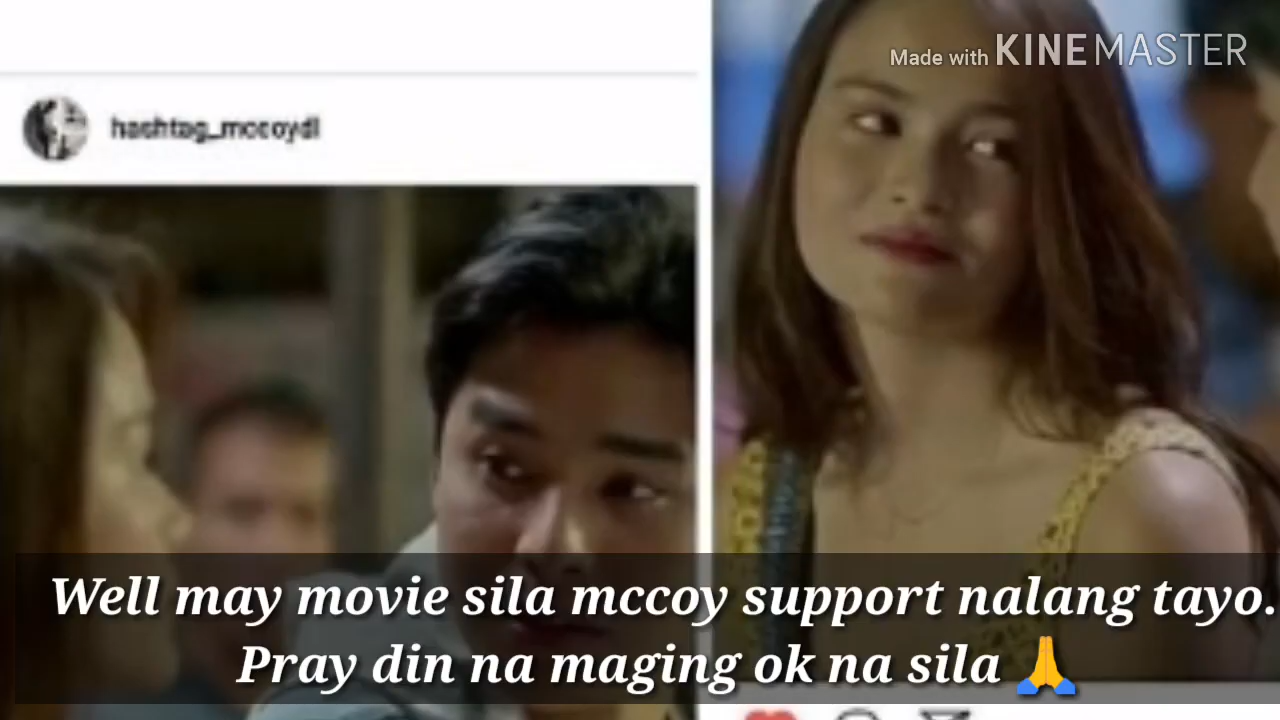 Made with KINEMASTER
hashtag_mccoydl
Well may movie sila mccoy support nalang tayo.
Pray din na maging ok na sila 🙏